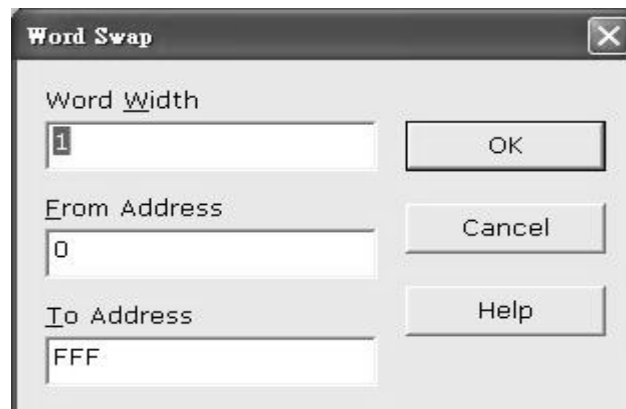 Word Swap
Word Width
1
OK
From Address
0
Cancel
To Address
FFF
Help